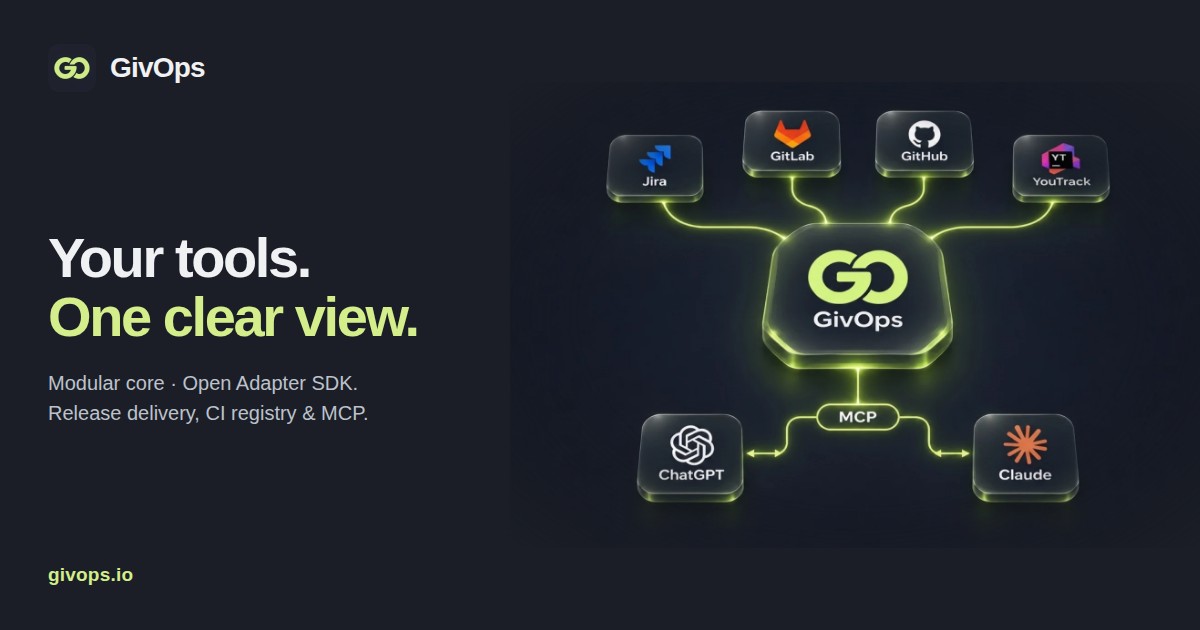 GivOps
Your tools.
One clear view.
Modular core · Open Adapter SDK.
Release delivery, CI registry & MCP.
givops.io
Jira
GitLab
GitHub
YT
YouTrack
GO
GivOps
MCP
ChatGPT
Claude